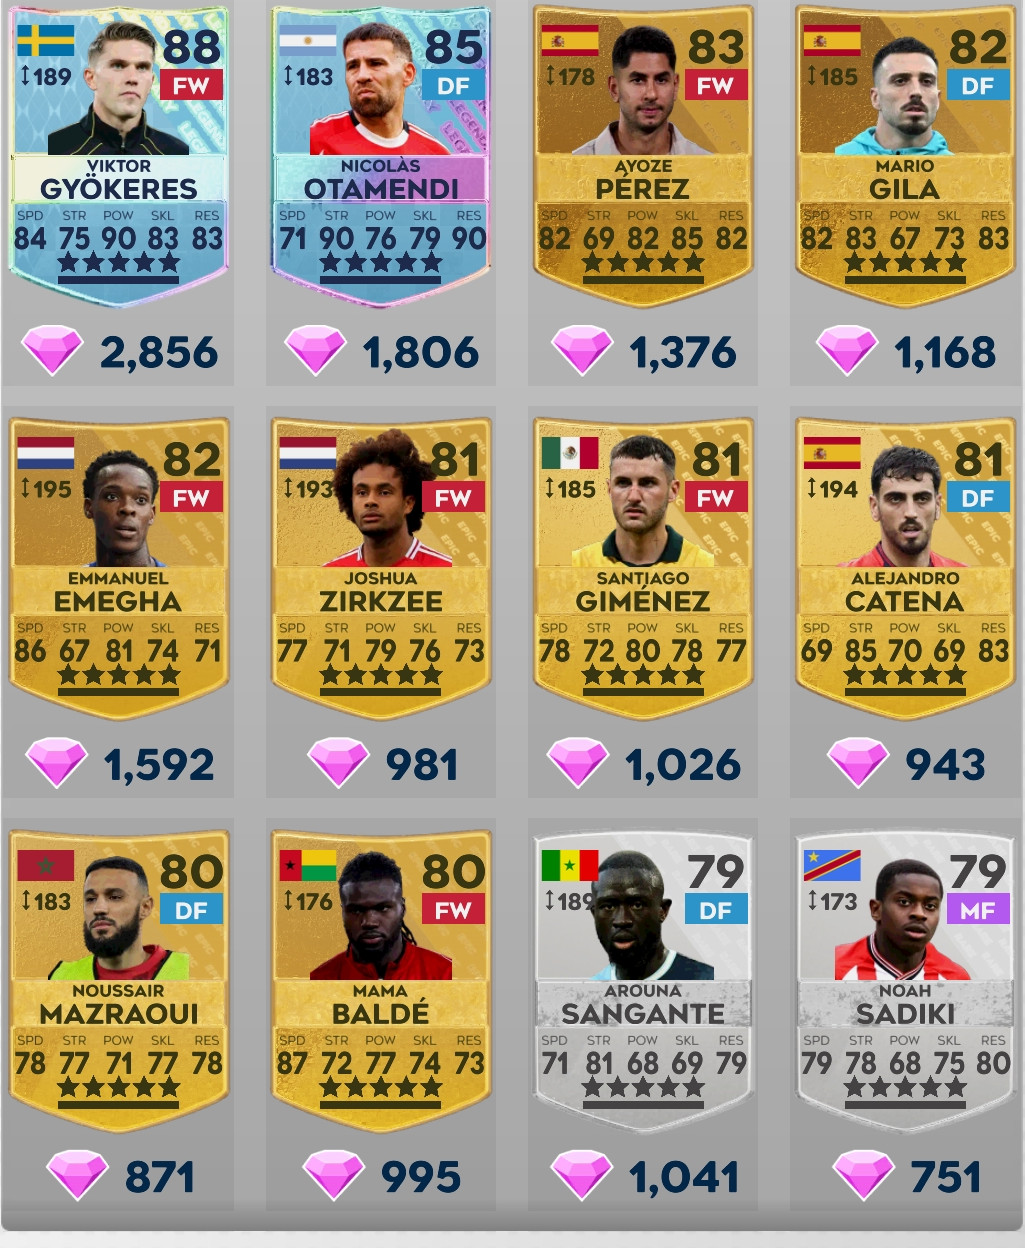 88
↕189
FW
VIKTOR
GYÖKERES
SPD STR POW SKL RES
84 75 90 83 83
2,856
85
↕183
DF
LEGEND
NICOLÀS
OTAMENDI
SPD STR POW SKL RES
71 90 76 79 90
1,806
83
↕178
FW
AYOZE
PÉREZ
SPD STR POW SKL RES
82 69 82 85 82
1,376
82
↕185
DF
MARIO
GILA
SPD STR POW SKL RES
82 83 67 73 83
1,168
82
↕195
FW
EPIC
EMMANUEL
EMEGHA
SPD STR POW SKL RES
86 67 81 74 71
1,592
81
↕193
FW
EPIC
JOSHUA
ZIRKZEE
SPD STR POW SKL RES
77 71 79 76 73
981
81
↕185
FW
EPIC
SANTIAGO
GIMÉNEZ
SPD STR POW SKL RES
78 72 80 78 77
1,026
81
↕194
DF
EPIC
ALEJANDRO
CATENA
SPD STR POW SKL RES
69 85 70 69 83
943
80
↕183
DF
EPIC
NOUSSAIR
MAZRAOUI
SPD STR POW SKL RES
78 77 71 77 78
871
80
↕176
FW
EPIC
MAMA
BALDÉ
SPD STR POW SKL RES
87 72 77 74 73
995
79
↕189
DF
AROUNA
SANGANTE
SPD STR POW SKL RES
71 81 68 69 79
1,041
79
↕173
MF
NOAH
SADIKI
SPD STR POW SKL RES
79 78 68 75 80
751